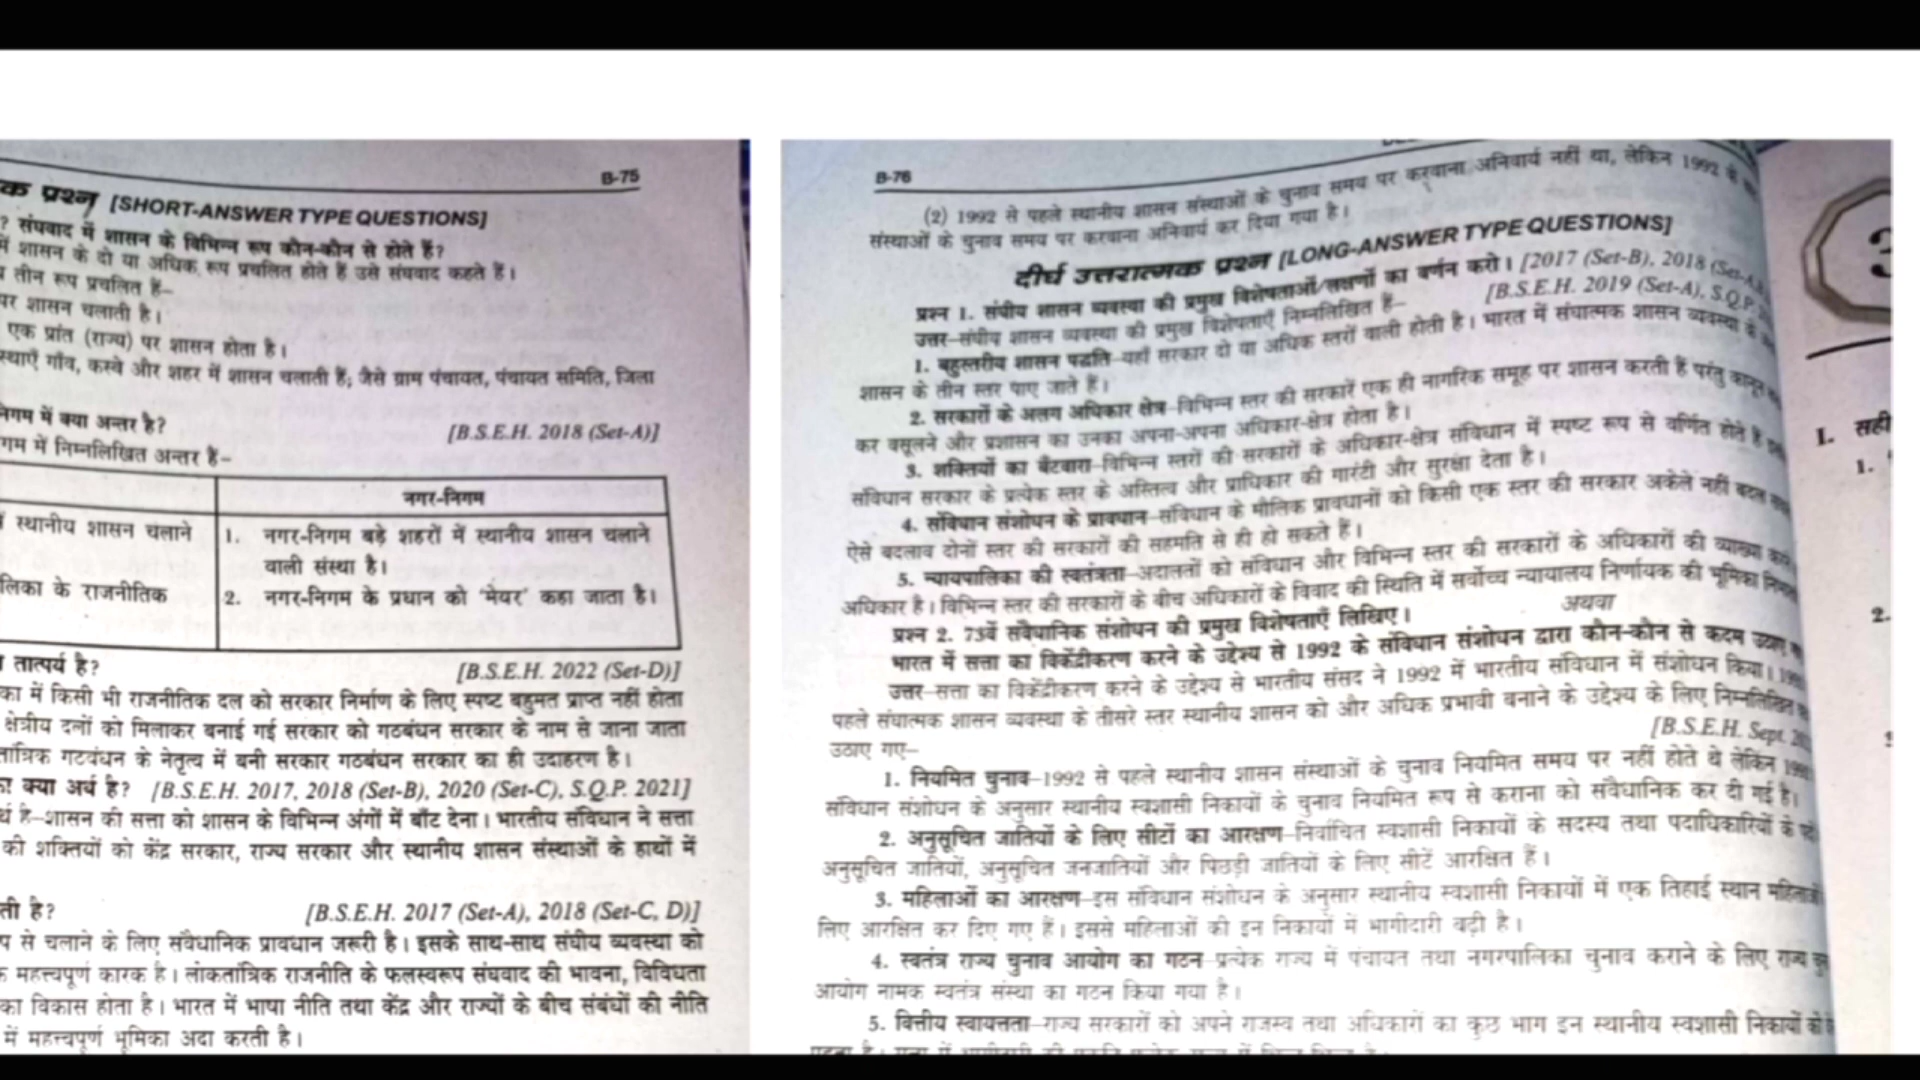 B-75
क प्रश्न [SHORT-ANSWER TYPE QUESTIONS]
? संघवाद में शासन के विभिन्न रूप कौन-कौन से होते हैं?
में शासन के दो या अधिक रूप प्रचलित होते हैं उसे संघवाद कहते हैं।
तीन रूप प्रचलित हैं–
पर शासन चलाती है।
एक प्रांत (राज्य) पर शासन होता है।
स्थाएँ गाँव, कस्बे और शहर में शासन चलाती हैं; जैसे ग्राम पंचायत, पंचायत समिति, जिला
निगम में क्या अन्तर है? [B.S.E.H. 2018 (Set-A)]
गम में निम्नलिखित अन्तर हैं–
नगर-निगम
स्थानीय शासन चलाने 1. नगर-निगम बड़े शहरों में स्थानीय शासन चलाने
वाली संस्था है।
लिका के राजनीतिक 2. नगर-निगम के प्रधान को ‘मेयर’ कहा जाता है।
तात्पर्य है? [B.S.E.H. 2022 (Set-D)]
का में किसी भी राजनीतिक दल को सरकार निर्माण के लिए स्पष्ट बहुमत प्राप्त नहीं होता
क्षेत्रीय दलों को मिलाकर बनाई गई सरकार को गठबंधन सरकार के नाम से जाना जाता
तांत्रिक गटवंधन के नेतृत्व में बनी सरकार गठबंधन सरकार का ही उदाहरण है।
क्या अर्थ है? [B.S.E.H. 2017, 2018 (Set-B), 2020 (Set-C), S.Q.P. 2021]
र्थ है–शासन की सत्ता को शासन के विभिन्न अंगों में बाँट देना। भारतीय संविधान ने सत्ता
की शक्तियों को केंद्र सरकार, राज्य सरकार और स्थानीय शासन संस्थाओं के हाथों में
ती है? [B.S.E.H. 2017 (Set-A), 2018 (Set-C, D)]
प से चलाने के लिए संवैधानिक प्रावधान जरूरी है। इसके साथ-साथ संघीय व्यवस्था को
महत्त्वपूर्ण कारक है। लोकतांत्रिक राजनीति के फलस्वरूप संघवाद की भावना, विविधता
का विकास होता है। भारत में भाषा नीति तथा केंद्र और राज्यों के बीच संबंधों की नीति
में महत्त्वपूर्ण भूमिका अदा करती है।
B-76
(2) 1992 से पहले स्थानीय शासन संस्थाओं के चुनाव समय पर करवाना अनिवार्य नहीं था, लेकिन 1992 के
संस्थाओं के चुनाव समय पर करवाना अनिवार्य कर दिया गया है।
दीर्घ उत्तरात्मक प्रश्न [LONG-ANSWER TYPE QUESTIONS]
प्रश्न 1. संघीय शासन व्यवस्था की प्रमुख विशेषताओं/लक्षणों का वर्णन करो। [2017 (Set-B), 2018
[B.S.E.H. 2019 (Set-A), S.Q.P.
उत्तर–संघीय शासन व्यवस्था की प्रमुख विशेषताएँ निम्नलिखित हैं–
1. बहुस्तरीय शासन पद्धति–यहाँ सरकार दो या अधिक स्तरों वाली होती है। भारत में संघात्मक शासन व्यवस्था के
शासन के तीन स्तर पाए जाते हैं।
2. सरकारों के अलग अधिकार क्षेत्र–विभिन्न स्तर की सरकारें एक ही नागरिक समूह पर शासन करती हैं परंतु कानून
कर वसूलने और प्रशासन का उनका अपना-अपना अधिकार-क्षेत्र होता है।
3. शक्तियों का बँटवारा–विभिन्न स्तरों की सरकारों के अधिकार-क्षेत्र संविधान में स्पष्ट रूप से वर्णित होते हैं
संविधान सरकार के प्रत्येक स्तर के अस्तित्व और प्राधिकार की गारंटी और सुरक्षा देता है।
4. संविधान संशोधन के प्रावधान–संविधान के मौलिक प्रावधानों को किसी एक स्तर की सरकार अकेले नहीं बदल
ऐसे बदलाव दोनों स्तर की सरकारों की सहमति से ही हो सकते हैं।
5. न्यायपालिका की स्वतंत्रता–अदालतों को संविधान और विभिन्न स्तर की सरकारों के अधिकारों की व्याख्या
अधिकार है। विभिन्न स्तर की सरकारों के बीच अधिकारों के विवाद की स्थिति में सर्वोच्च न्यायालय निर्णायक की भूमिका
प्रश्न 2. 73वें संवैधानिक संशोधन की प्रमुख विशेषताएँ लिखिए। अथवा
भारत में सत्ता का विकेंद्रीकरण करने के उद्देश्य से 1992 के संविधान संशोधन द्वारा कौन-कौन से कदम उठाए
उत्तर–सत्ता का विकेंद्रीकरण करने के उद्देश्य से भारतीय संसद ने 1992 में भारतीय संविधान में संशोधन किया।
पहले संघात्मक शासन व्यवस्था के तीसरे स्तर स्थानीय शासन को और अधिक प्रभावी बनाने के उद्देश्य के लिए निम्नलिखित
उठाए गए– [B.S.E.H. Sept.
1. नियमित चुनाव–1992 से पहले स्थानीय शासन संस्थाओं के चुनाव नियमित समय पर नहीं होते थे लेकिन
संविधान संशोधन के अनुसार स्थानीय स्वशासी निकायों के चुनाव नियमित रूप से कराना को संवैधानिक कर दी गई है।
2. अनुसूचित जातियों के लिए सीटों का आरक्षण–निर्वाचित स्वशासी निकायों के सदस्य तथा पदाधिकारियों के
अनुसूचित जातियों, अनुसूचित जनजातियों और पिछड़ी जातियों के लिए सीटें आरक्षित हैं।
3. महिलाओं का आरक्षण–इस संविधान संशोधन के अनुसार स्थानीय स्वशासी निकायों में एक तिहाई स्थान महिलाओं
लिए आरक्षित कर दिए गए हैं। इससे महिलाओं की इन निकायों में भागीदारी बढ़ी है।
4. स्वतंत्र राज्य चुनाव आयोग का गठन–प्रत्येक राज्य में पंचायत तथा नगरपालिका चुनाव कराने के लिए राज्य
आयोग नामक स्वतंत्र संस्था का गठन किया गया है।
5. वित्तीय स्वायत्तता–राज्य सरकारों को अपने राजस्व तथा अधिकारों का कुछ भाग इन स्थानीय स्वशासी निकायों को
3
1. सही
1.
2.